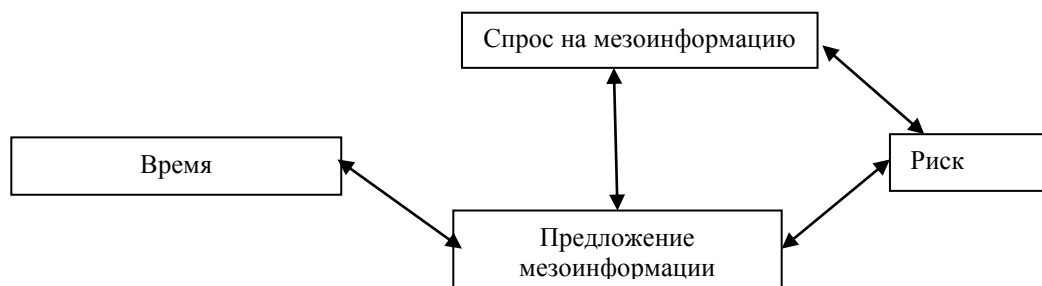 Спрос на мезоинформацию
Время
Риск
Предложение
мезоинформации